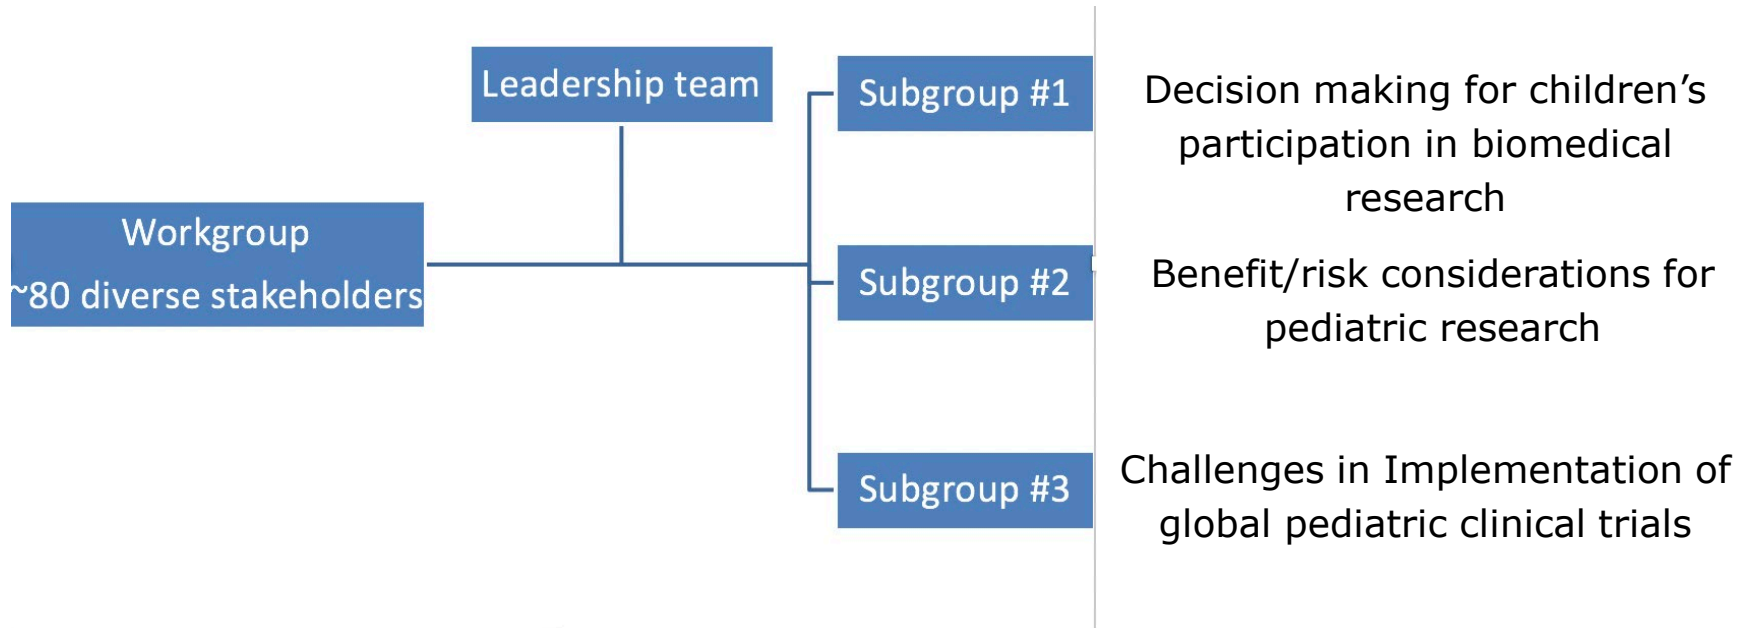 Leadership team
Workgroup
~80 diverse stakeholders
Subgroup #1
Decision making for children’s
participation in biomedical
research
Subgroup #2
Benefit/risk considerations for
pediatric research
Subgroup #3
Challenges in Implementation of
global pediatric clinical trials